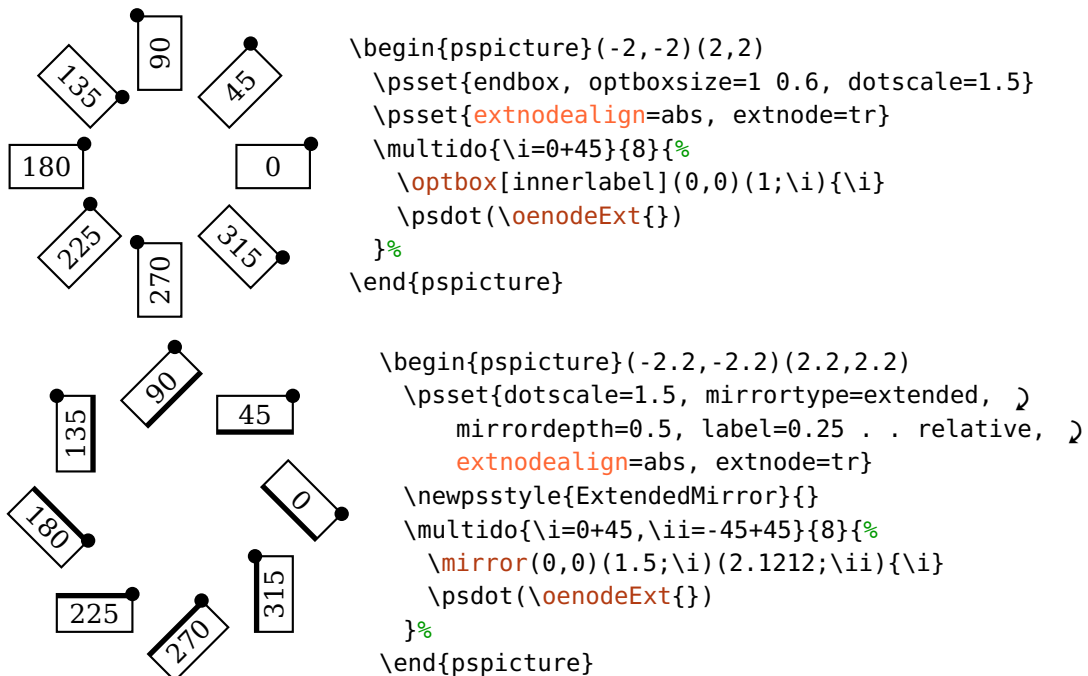 90
135
45
180
0
225
315
270
\begin{pspicture}(-2,-2)(2,2)
\psset{endbox, optboxsize=1 0.6, dotscale=1.5}
\psset{extnodealign=abs, extnode=tr}
\multido{\i=0+45}{8}{%
\optbox[innerlabel](0,0)(1;\i){\i}
\psdot(\oenodeExt{})
}%
\end{pspicture}
90
45
135
0
180
315
225
270
\begin{pspicture}(-2.2,-2.2)(2.2,2.2)
\psset{dotscale=1.5, mirrortype=extended,
mirrordepth=0.5, label=0.25 . . relative,
extnodealign=abs, extnode=tr}
\newpsstyle{ExtendedMirror}{}
\multido{\i=0+45,\ii=-45+45}{8}{%
\mirror(0,0)(1.5;\i)(2.1212;\ii){\i}
\psdot(\oenodeExt{})
}%
\end{pspicture}